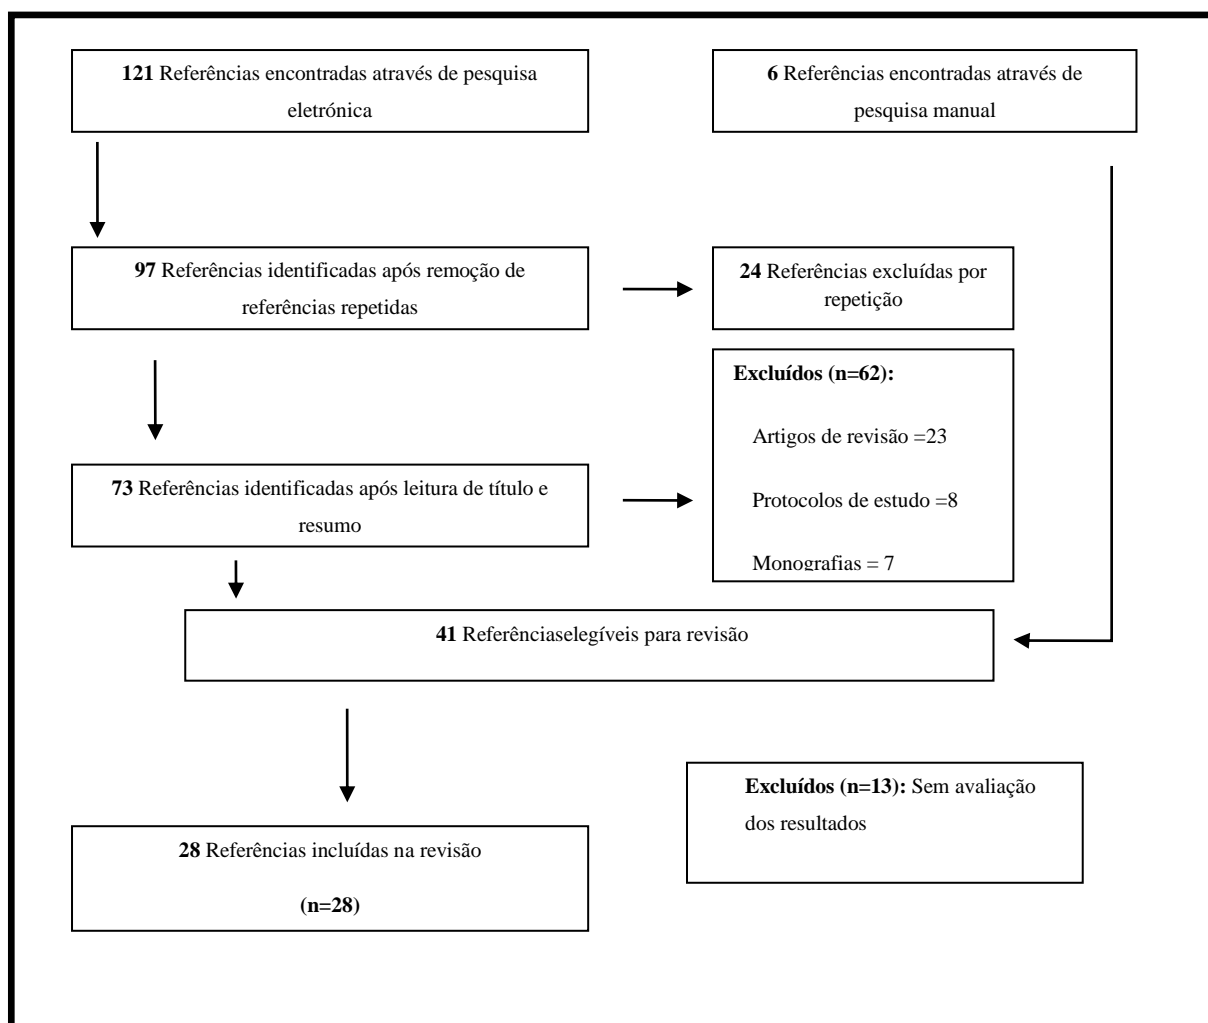 121 Referências encontradas através de pesquisa
eletrónica
6 Referências encontradas através de
pesquisa manual
97 Referências identificadas após remoção de
referências repetidas
24 Referências excluídas por
repetição
Excluídos (n=62):
Artigos de revisão =23
Protocolos de estudo =8
Monografias = 7
73 Referências identificadas após leitura de título e
resumo
41 Referênciaselegíveis para revisão
Excluídos (n=13): Sem avaliação
dos resultados
28 Referências incluídas na revisão
(n=28)